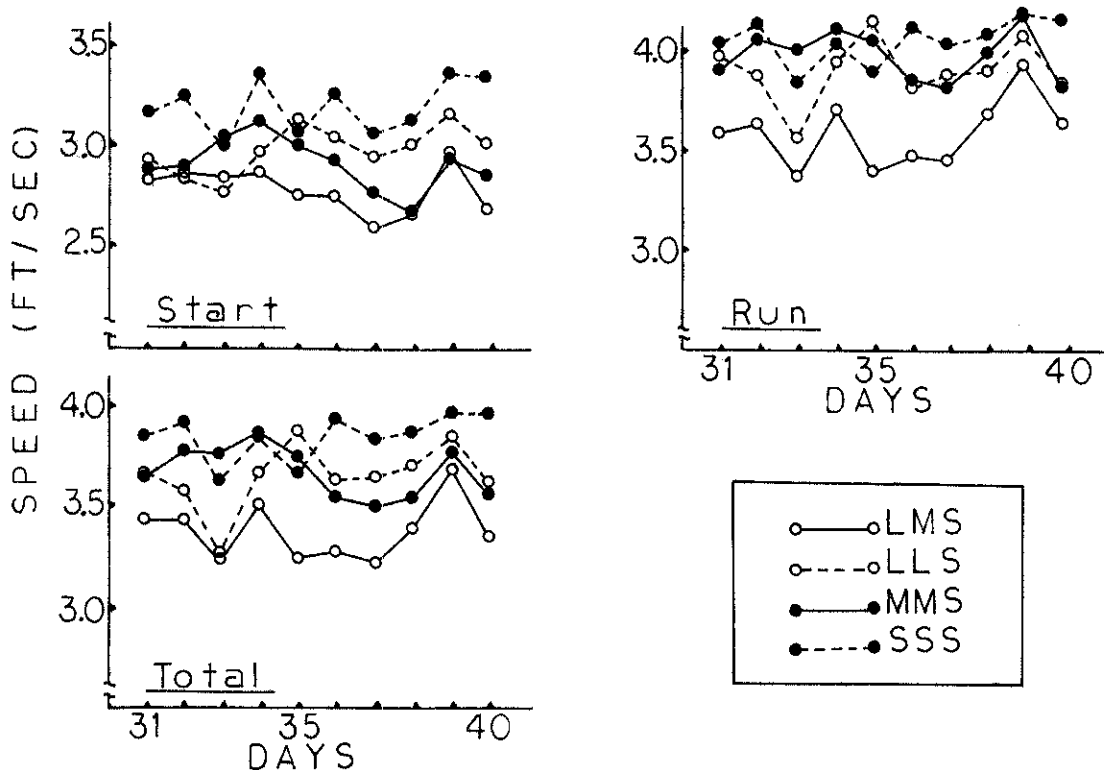 SPEED (FT/SEC)
3.5
3.0
2.5
Start
4.0
3.5
3.0
Run
31 35 40
DAYS
4.0
3.5
3.0
Total
31 35 40
DAYS
LMS
LLS
MMS
SSS